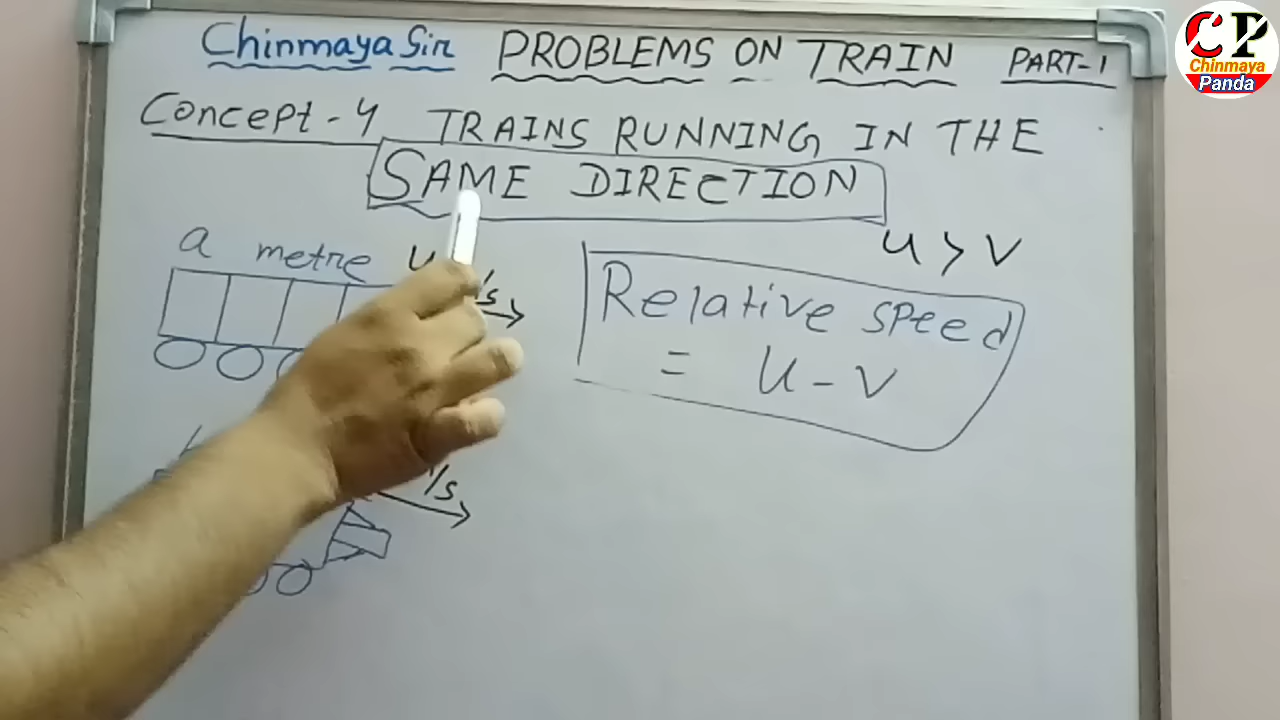 Chinmaya Sir PROBLEMS ON TRAIN PART-1
CP
Chinmaya
Panda
Concept-4 TRAINS RUNNING IN THE
SAME DIRECTION
a metre u /s
u > v
Relative speed
= u - v
/s